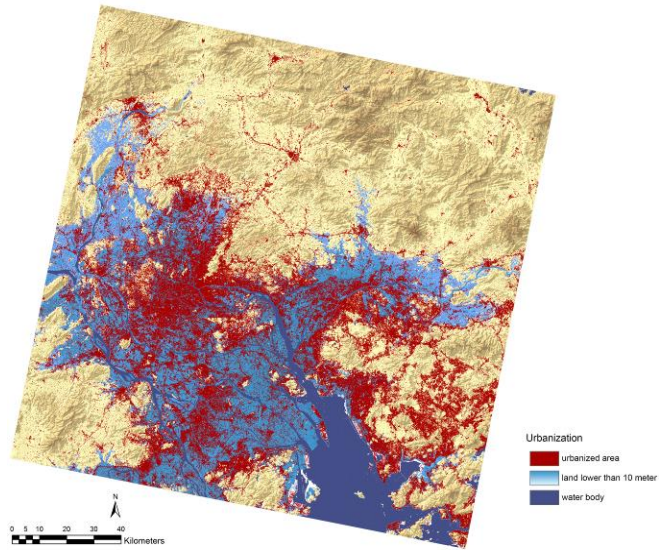 Urbanization
urbanized area
land lower than 10 meter
water body
N
0 5 10 20 30 40
Kilometers